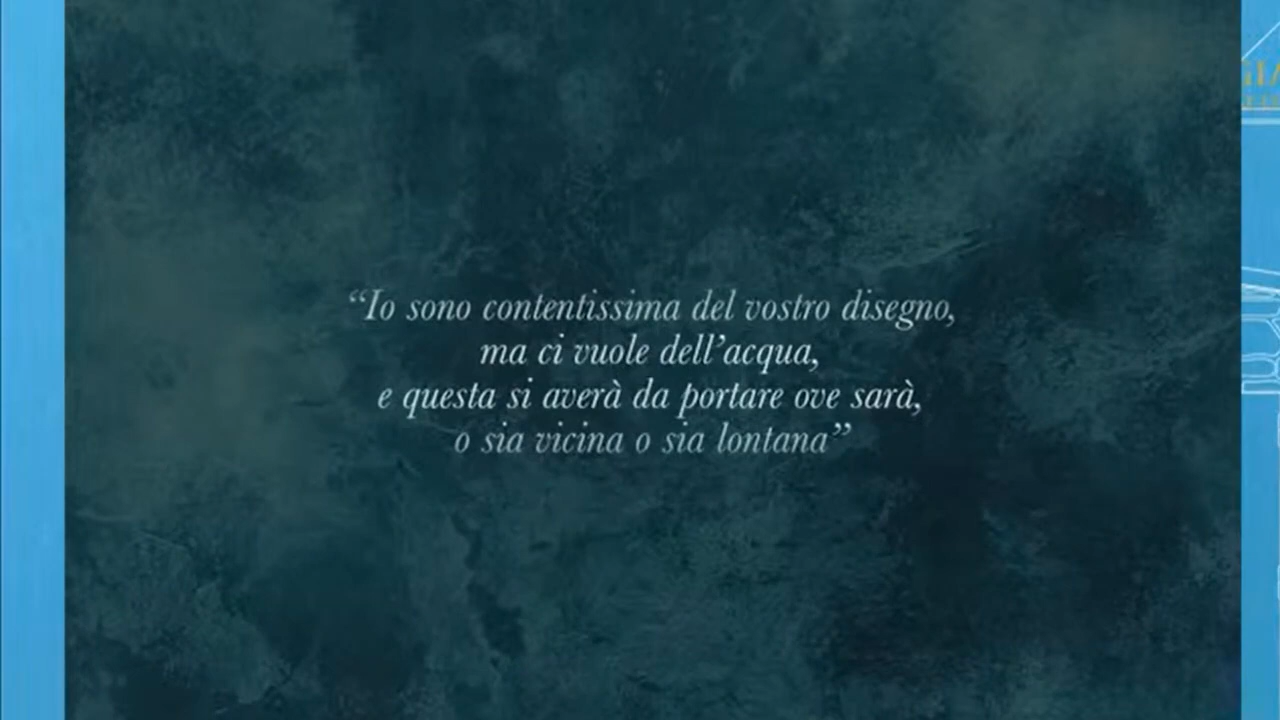 “Io sono contentissima del vostro disegno,
ma ci vuole dell’acqua,
e questa si averà da portare ove sarà,
o sia vicina o sia lontana”